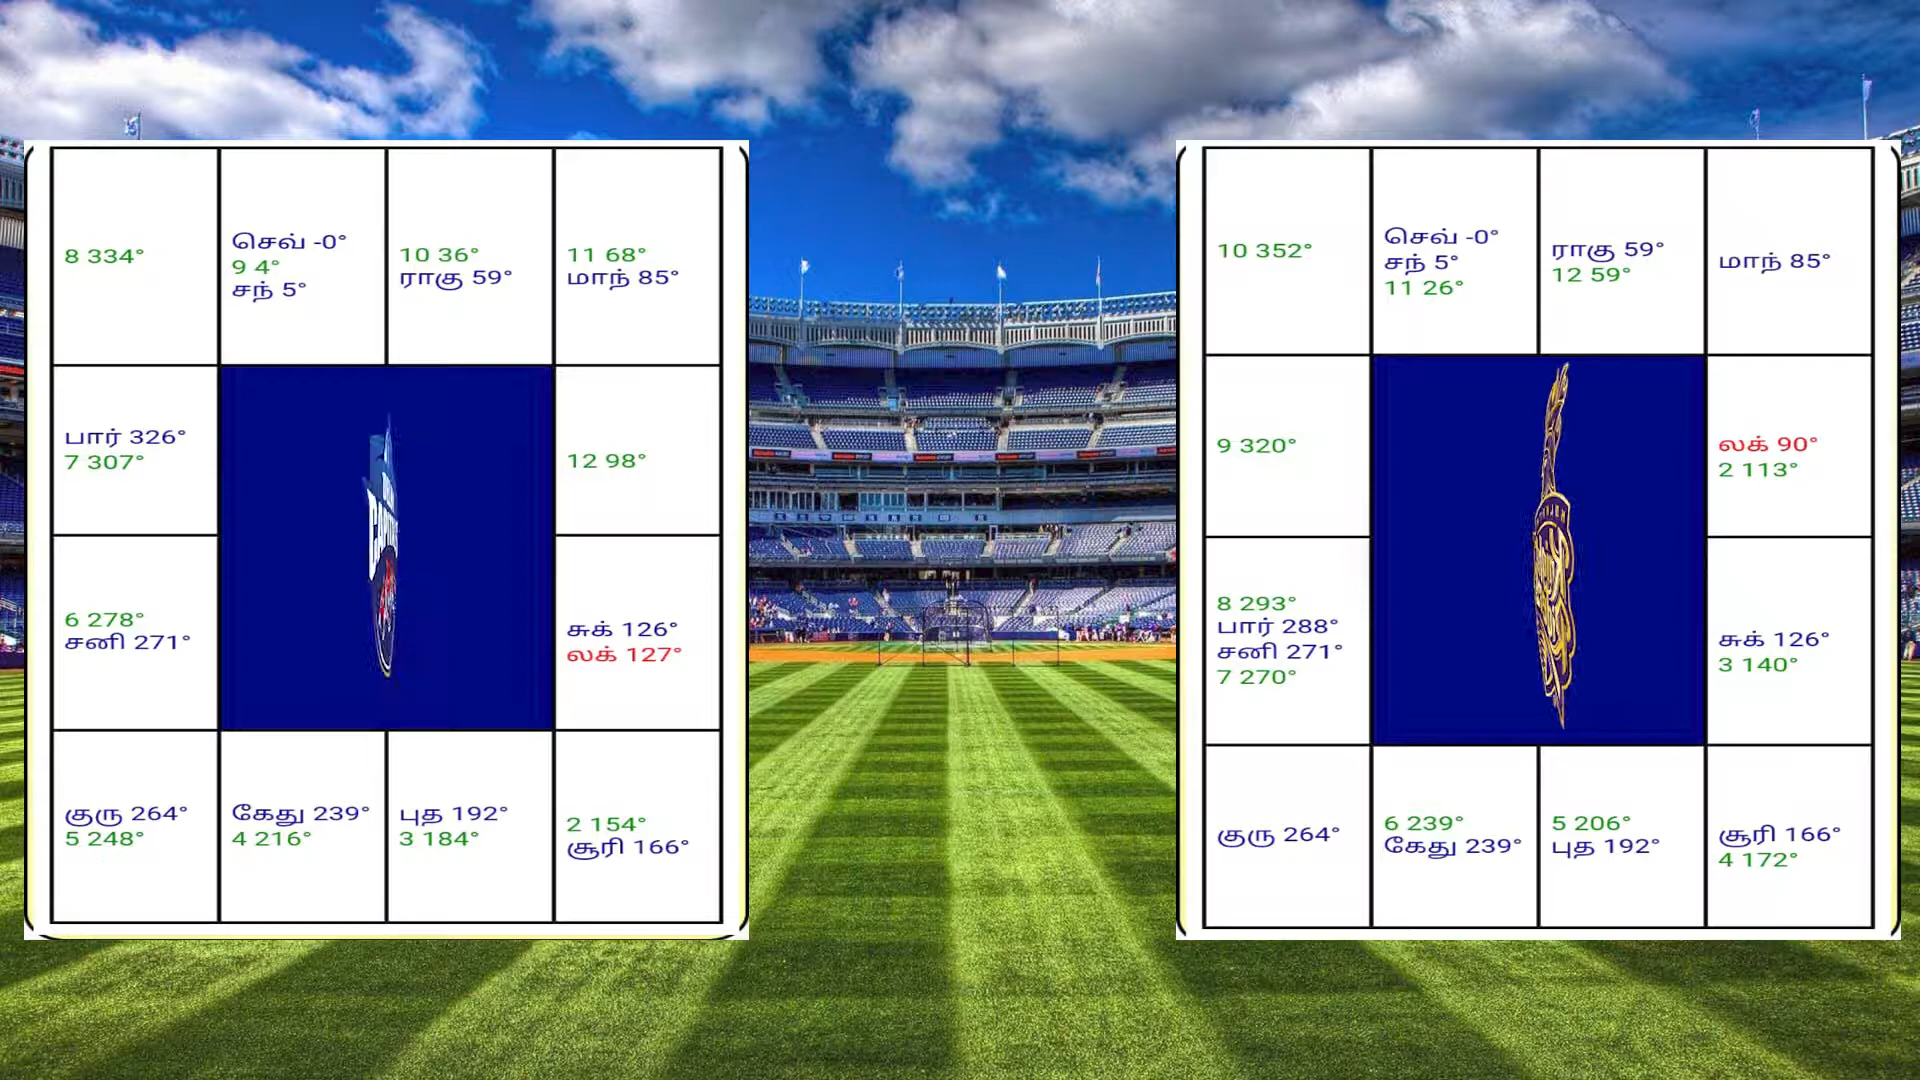 8 334°
செவ் -0°
9 4°
சந் 5°
10 36°
ராகு 59°
11 68°
மாந் 85°
பார் 326°
7 307°
12 98°
6 278°
சனி 271°
சுக் 126°
லக் 127°
குரு 264°
5 248°
கேது 239°
4 216°
புத 192°
3 184°
2 154°
சூரி 166°
10 352°
செவ் -0°
சந் 5°
11 26°
ராகு 59°
12 59°
மாந் 85°
9 320°
லக் 90°
2 113°
8 293°
பார் 288°
சனி 271°
7 270°
சுக் 126°
3 140°
குரு 264°
6 239°
கேது 239°
5 206°
புத 192°
சூரி 166°
4 172°